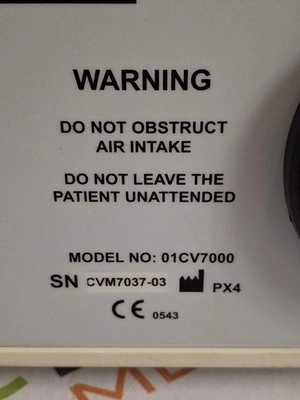 WARNING
DO NOT OBSTRUCT
AIR INTAKE
DO NOT LEAVE THE
PATIENT UNATTENDED
MODEL NO: 01CV7000
SN CVM7037-03 PX4
CE 0543